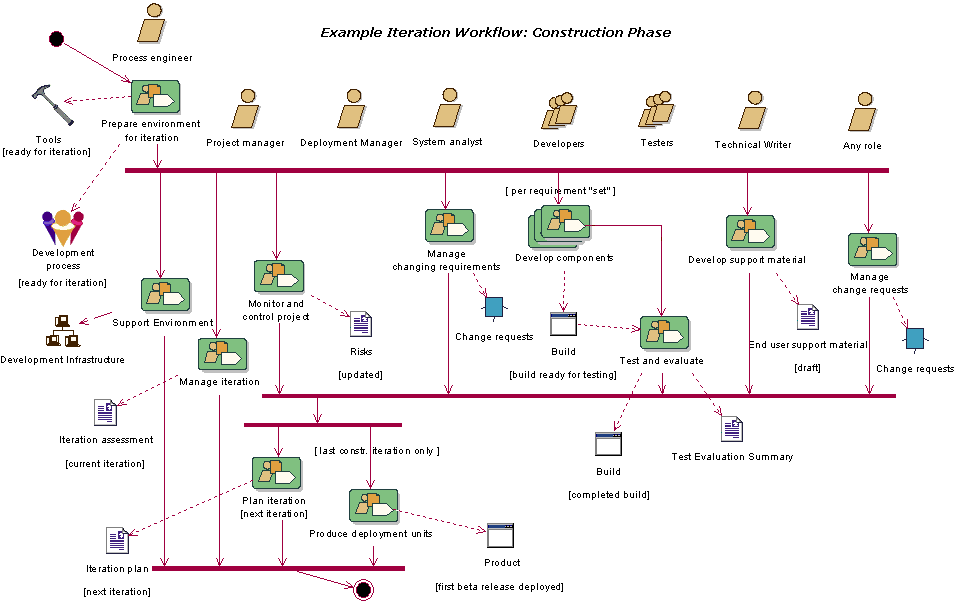 Example Iteration Workflow: Construction Phase
Process engineer
Prepare environment
for iteration
Tools
[ready for iteration]
Project manager
Deployment Manager
System analyst
Developers
Testers
Technical Writer
Any role
[ per requirement "set" ]
Development
process
[ready for iteration]
Manage
changing requirements
Develop components
Develop support material
Manage
change requests
Support Environment
Monitor and
control project
Change requests
Development Infrastructure
Risks
[updated]
Build
[build ready for testing]
Test and evaluate
End user support material
[draft]
Change requests
Manage iteration
Iteration assessment
[current iteration]
[ last constr. iteration only ]
Build
[completed build]
Test Evaluation Summary
Plan iteration
[next iteration]
Produce deployment units
Iteration plan
[next iteration]
Product
[first beta release deployed]